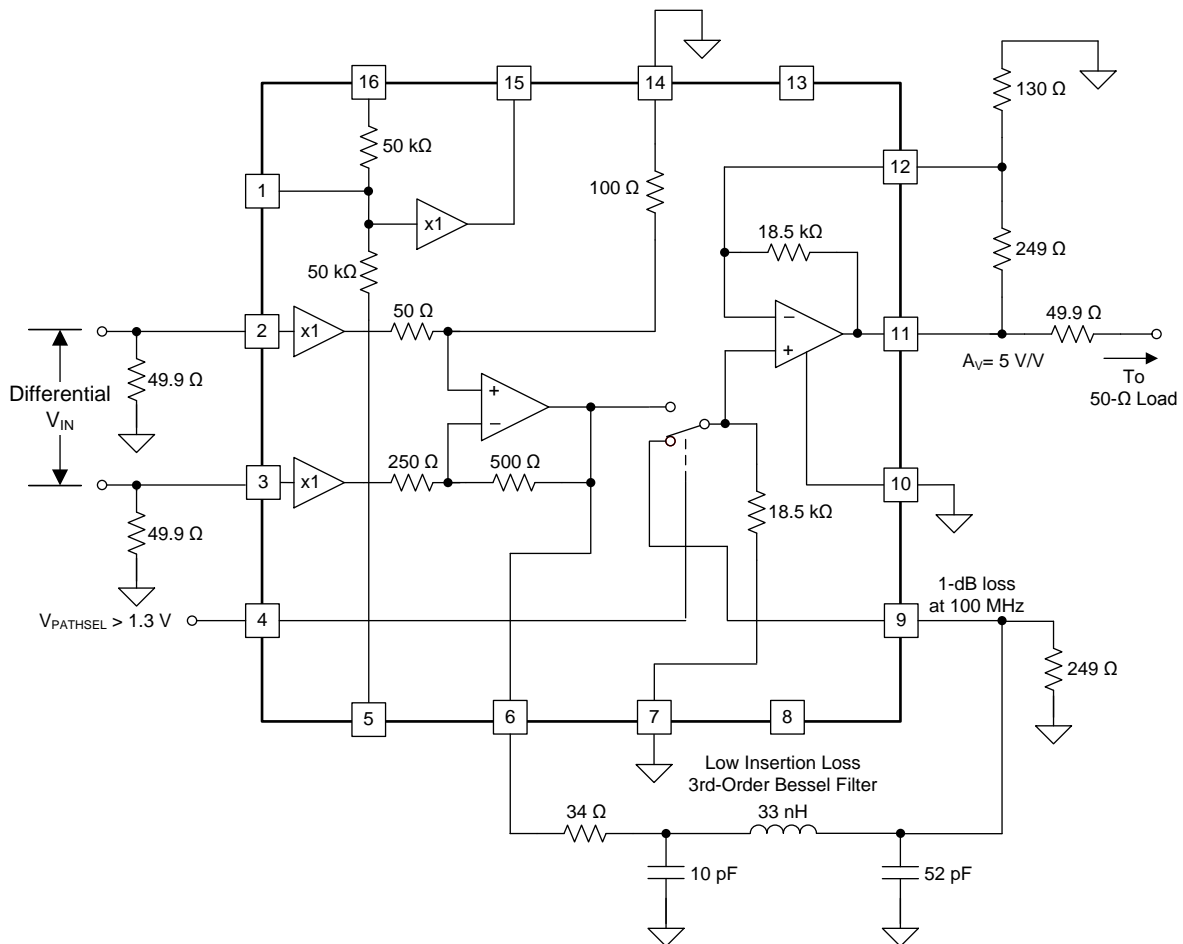 16
15
14
13
130 Ω
50 kΩ
12
1
100 Ω
x1
18.5 kΩ
249 Ω
50 kΩ
50 Ω
2
x1
−
+
11
49.9 Ω
A_V= 5 V/V
To
50-Ω Load
Differential
V_IN
49.9 Ω
+
−
250 Ω
500 Ω
3
x1
10
18.5 kΩ
49.9 Ω
1-dB loss
at 100 MHz
V_PATHSEL > 1.3 V
4
9
249 Ω
5
6
7
8
Low Insertion Loss
3rd-Order Bessel Filter
34 Ω
33 nH
10 pF
52 pF